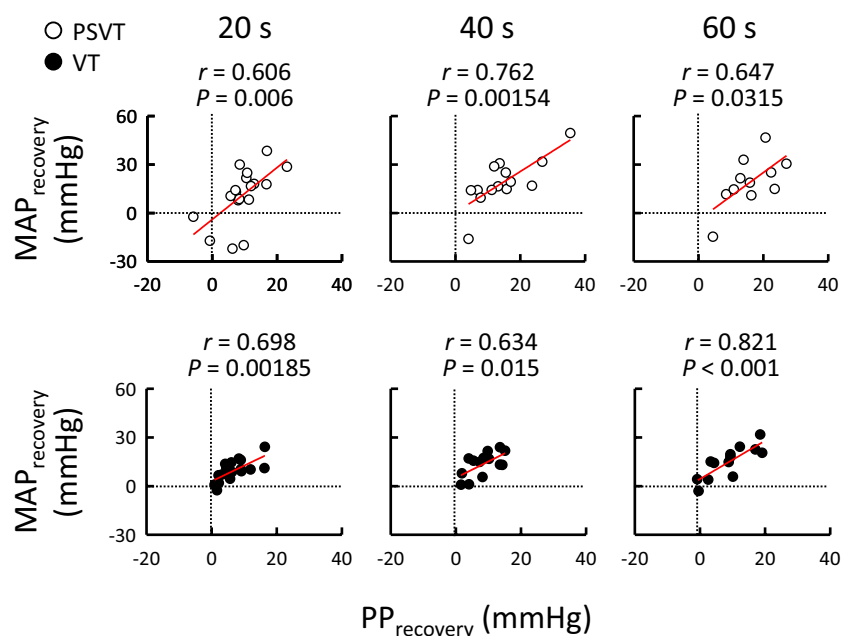 PSVT
VT
20 s
40 s
60 s
r = 0.606
P = 0.006
r = 0.762
P = 0.00154
r = 0.647
P = 0.0315
MAPrecovery
(mmHg)
60
30
0
-30
-20
0
20
40
-20
0
20
40
-20
0
20
40
r = 0.698
P = 0.00185
r = 0.634
P = 0.015
r = 0.821
P < 0.001
MAPrecovery
(mmHg)
60
30
0
-30
-20
0
20
40
-20
0
20
40
-20
0
20
40
PPrecovery (mmHg)